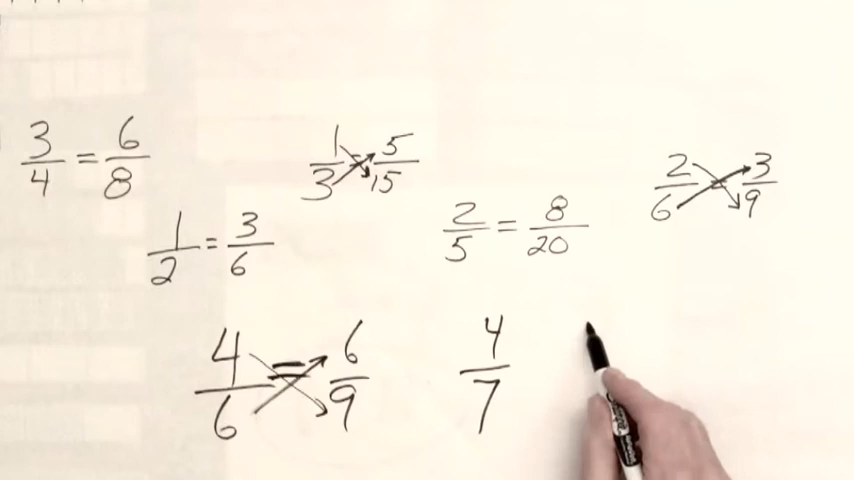 3/4 = 6/8
1/3 = 5/15
2/6 = 3/9
1/2 = 3/6
2/5 = 8/20
4/6 = 6/9
4/7